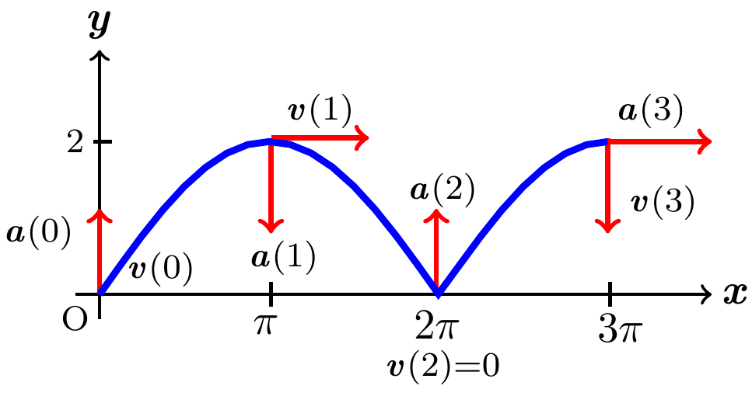 y
v(1)
a(3)
2
a(2)
v(3)
a(0)
v(0)
a(1)
x
O
π
2π
3π
v(2)=0